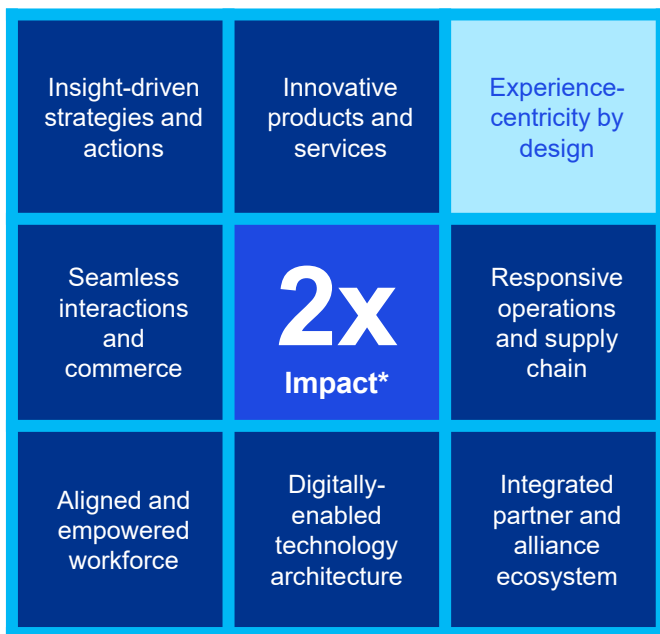 Insight-driven
strategies and
actions
Innovative
products and
services
Experience-
centricity by
design
Seamless
interactions
and
commerce
2x
Impact*
Responsive
operations
and supply
chain
Aligned and
empowered
workforce
Digitally-
enabled
technology
architecture
Integrated
partner and
alliance
ecosystem